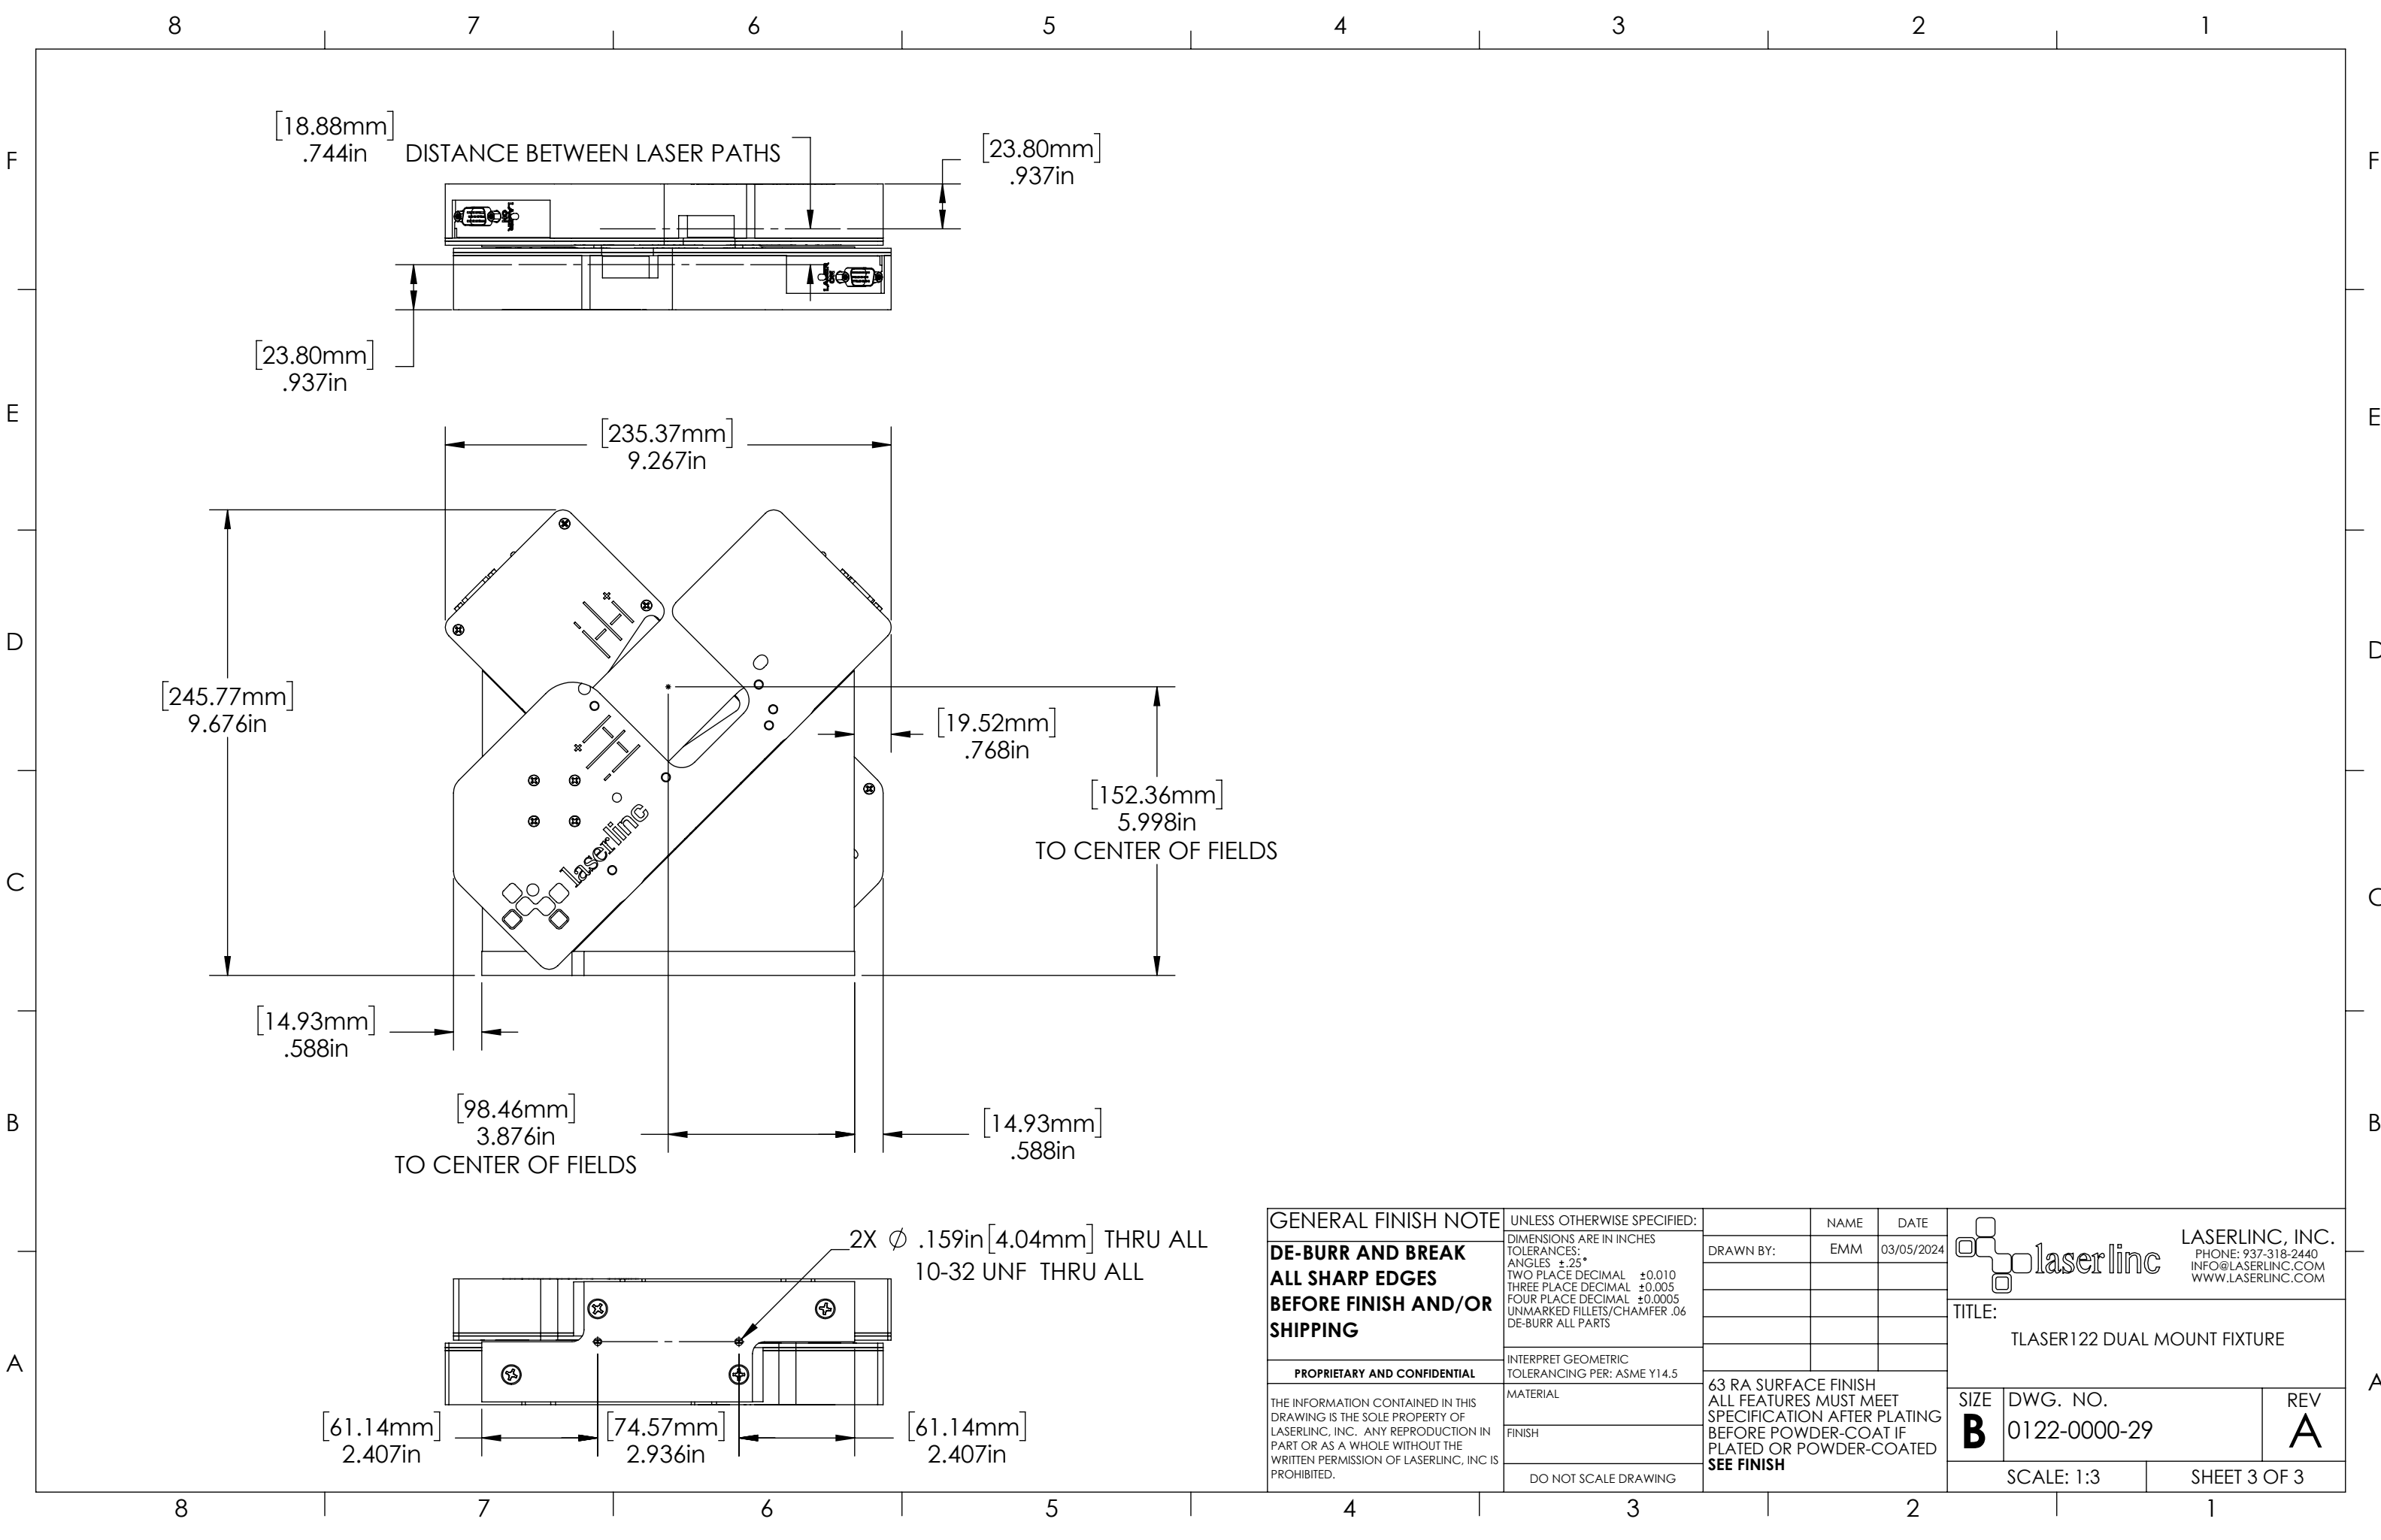 8 7 6 5 4 3 2 1
F
F
[18.88mm]
.744in
DISTANCE BETWEEN LASER PATHS
[23.80mm]
.937in
LASER
ON
LASER
ON
[23.80mm]
.937in
E
E
[235.37mm]
9.267in
D
D
[245.77mm]
9.676in
[19.52mm]
.768in
[152.36mm]
5.998in
TO CENTER OF FIELDS
laserlinc
C
C
[14.93mm]
.588in
[98.46mm]
3.876in
TO CENTER OF FIELDS
[14.93mm]
.588in
B
B
2X ∅ .159in[4.04mm] THRU ALL
10-32 UNF THRU ALL
A
A
[61.14mm]
2.407in
[74.57mm]
2.936in
[61.14mm]
2.407in
GENERAL FINISH NOTE
DE-BURR AND BREAK
ALL SHARP EDGES
BEFORE FINISH AND/OR
SHIPPING
PROPRIETARY AND CONFIDENTIAL
THE INFORMATION CONTAINED IN THIS
DRAWING IS THE SOLE PROPERTY OF
LASERLINC, INC. ANY REPRODUCTION IN
PART OR AS A WHOLE WITHOUT THE
WRITTEN PERMISSION OF LASERLINC, INC IS
PROHIBITED.
UNLESS OTHERWISE SPECIFIED:
DIMENSIONS ARE IN INCHES
TOLERANCES:
ANGLES ±.25°
TWO PLACE DECIMAL ±0.010
THREE PLACE DECIMAL ±0.005
FOUR PLACE DECIMAL ±0.0005
UNMARKED FILLETS/CHAMFER .06
DE-BURR ALL PARTS
INTERPRET GEOMETRIC
TOLERANCING PER: ASME Y14.5
MATERIAL
FINISH
DO NOT SCALE DRAWING
NAME DATE
DRAWN BY: EMM 03/05/2024
63 RA SURFACE FINISH
ALL FEATURES MUST MEET
SPECIFICATION AFTER PLATING
BEFORE POWDER-COAT IF
PLATED OR POWDER-COATED
SEE FINISH
laserlinc
LASERLINC, INC.
PHONE: 937-318-2440
INFO@LASERLINC.COM
WWW.LASERLINC.COM
TITLE:
TLASER122 DUAL MOUNT FIXTURE
SIZE
B
DWG. NO.
0122-0000-29
REV
A
SCALE: 1:3
SHEET 3 OF 3
8 7 6 5 4 3 2 1